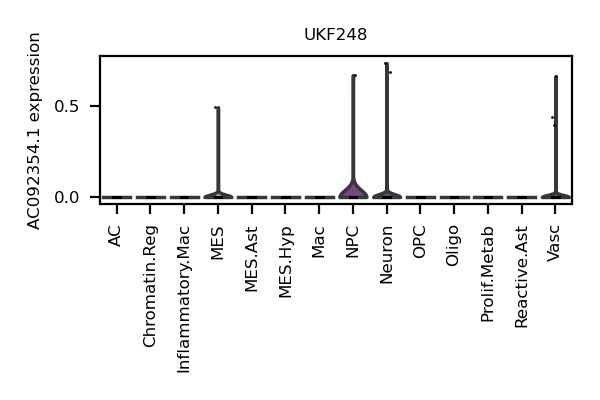 UKF248
AC092354.1 expression
0.5
0.0
AC
Chromatin.Reg
Inflammatory.Mac
MES
MES.Ast
MES.Hyp
Mac
NPC
Neuron
OPC
Oligo
Prolif.Metab
Reactive.Ast
Vasc